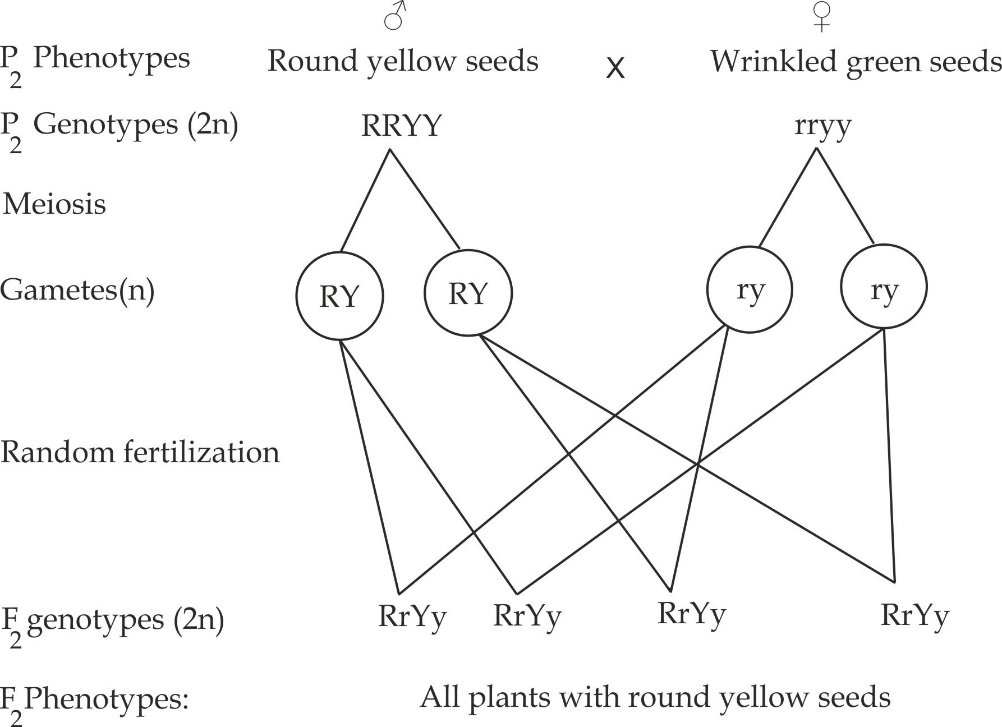 ♂ ♀
P2 Phenotypes Round yellow seeds x Wrinkled green seeds
P2 Genotypes (2n) RRYY rryy
Meiosis
Gametes(n) RY RY ry ry
Random fertilization
F2 genotypes (2n) RrYy RrYy RrYy RrYy
F2 Phenotypes: All plants with round yellow seeds